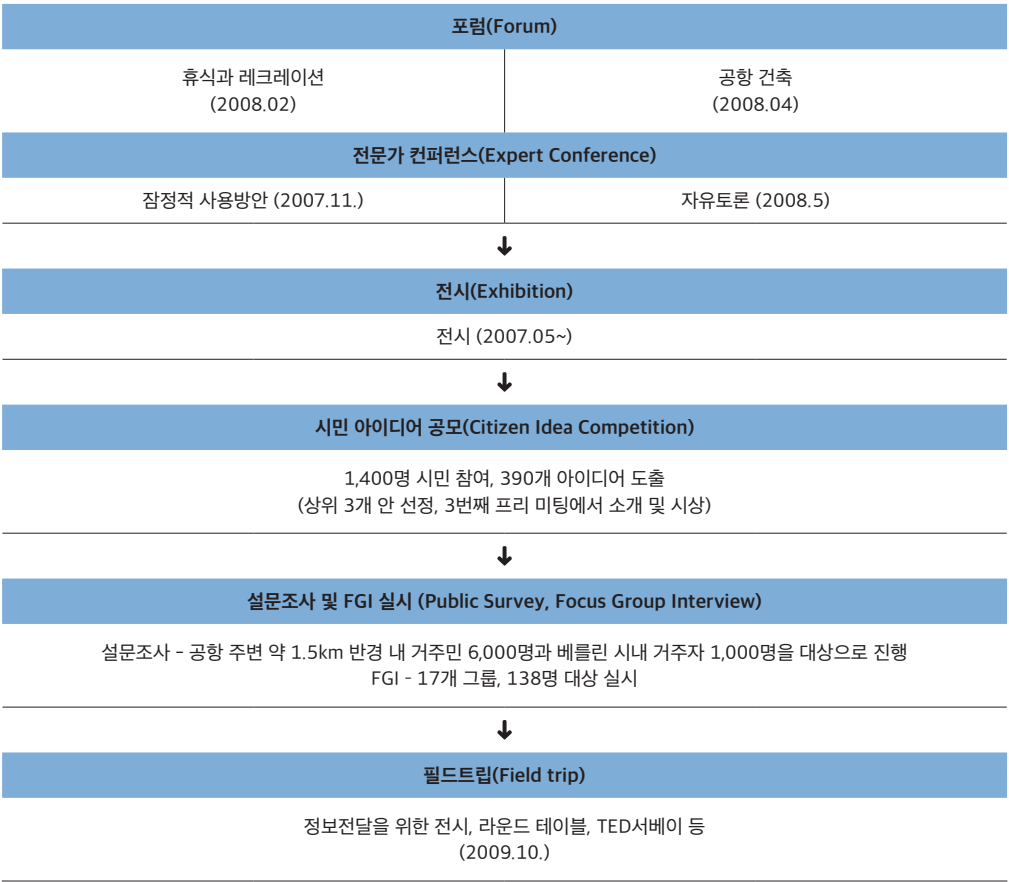 포럼(Forum)
휴식과 레크레이션
(2008.02)
공항 건축
(2008.04)
전문가 컨퍼런스(Expert Conference)
잠정적 사용방안 (2007.11.)
자유토론 (2008.5)
전시(Exhibition)
전시 (2007.05~)
시민 아이디어 공모(Citizen Idea Competition)
1,400명 시민 참여, 390개 아이디어 도출
(상위 3개 안 선정, 3번째 프리 미팅에서 소개 및 시상)
설문조사 및 FGI 실시 (Public Survey, Focus Group Interview)
설문조사 – 공항 주변 약 1.5km 반경 내 거주민 6,000명과 베를린 시내 거주자 1,000명을 대상으로 진행
FGI - 17개 그룹, 138명 대상 실시
필드트립(Field trip)
정보전달을 위한 전시, 라운드 테이블, TED서베이 등
(2009.10.)